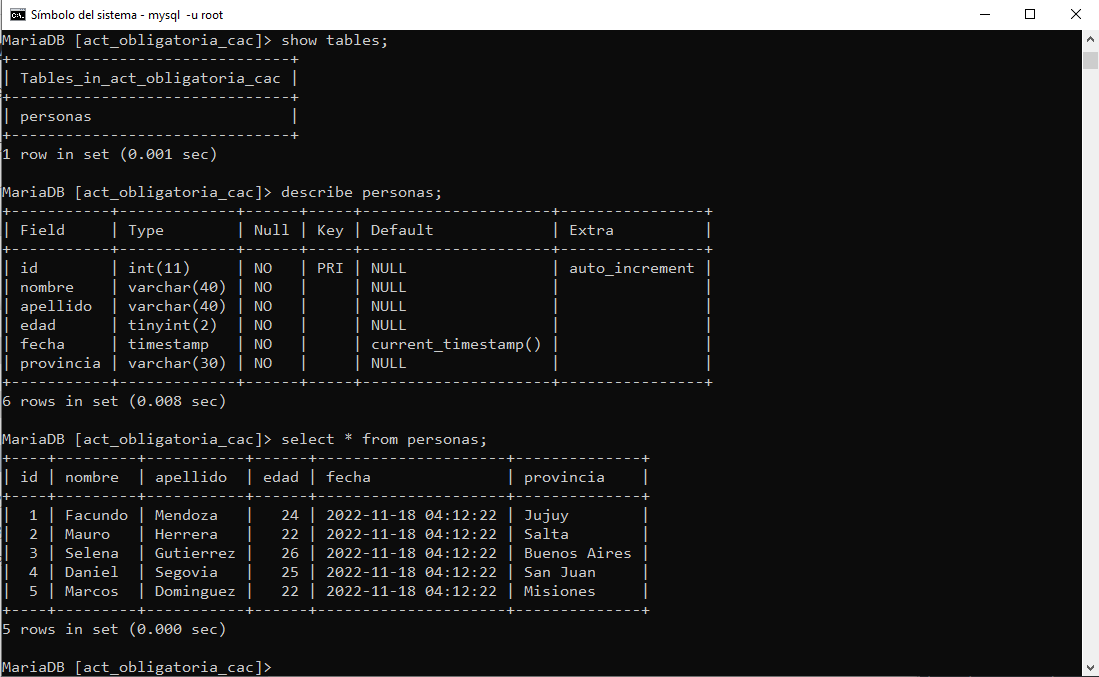 Símbolo del sistema - mysql  -u root
MariaDB [act_obligatoria_cac]> show tables;
+-------------------------------+
| Tables_in_act_obligatoria_cac |
+-------------------------------+
| personas                      |
+-------------------------------+
1 row in set (0.001 sec)

MariaDB [act_obligatoria_cac]> describe personas;
+-----------+-------------+------+-----+---------------------+----------------+
| Field     | Type        | Null | Key | Default             | Extra          |
+-----------+-------------+------+-----+---------------------+----------------+
| id        | int(11)     | NO   | PRI | NULL                | auto_increment |
| nombre    | varchar(40) | NO   |     | NULL                |                |
| apellido  | varchar(40) | NO   |     | NULL                |                |
| edad      | tinyint(2)  | NO   |     | NULL                |                |
| fecha     | timestamp   | NO   |     | current_timestamp() |                |
| provincia | varchar(30) | NO   |     | NULL                |                |
+-----------+-------------+------+-----+---------------------+----------------+
6 rows in set (0.008 sec)

MariaDB [act_obligatoria_cac]> select * from personas;
+----+---------+-----------+------+---------------------+--------------+
| id | nombre  | apellido  | edad | fecha               | provincia    |
+----+---------+-----------+------+---------------------+--------------+
|  1 | Facundo | Mendoza   |   24 | 2022-11-18 04:12:22 | Jujuy        |
|  2 | Mauro   | Herrera   |   22 | 2022-11-18 04:12:22 | Salta        |
|  3 | Selena  | Gutierrez |   26 | 2022-11-18 04:12:22 | Buenos Aires |
|  4 | Daniel  | Segovia   |   25 | 2022-11-18 04:12:22 | San Juan     |
|  5 | Marcos  | Dominguez |   22 | 2022-11-18 04:12:22 | Misiones     |
+----+---------+-----------+------+---------------------+--------------+
5 rows in set (0.000 sec)

MariaDB [act_obligatoria_cac]>